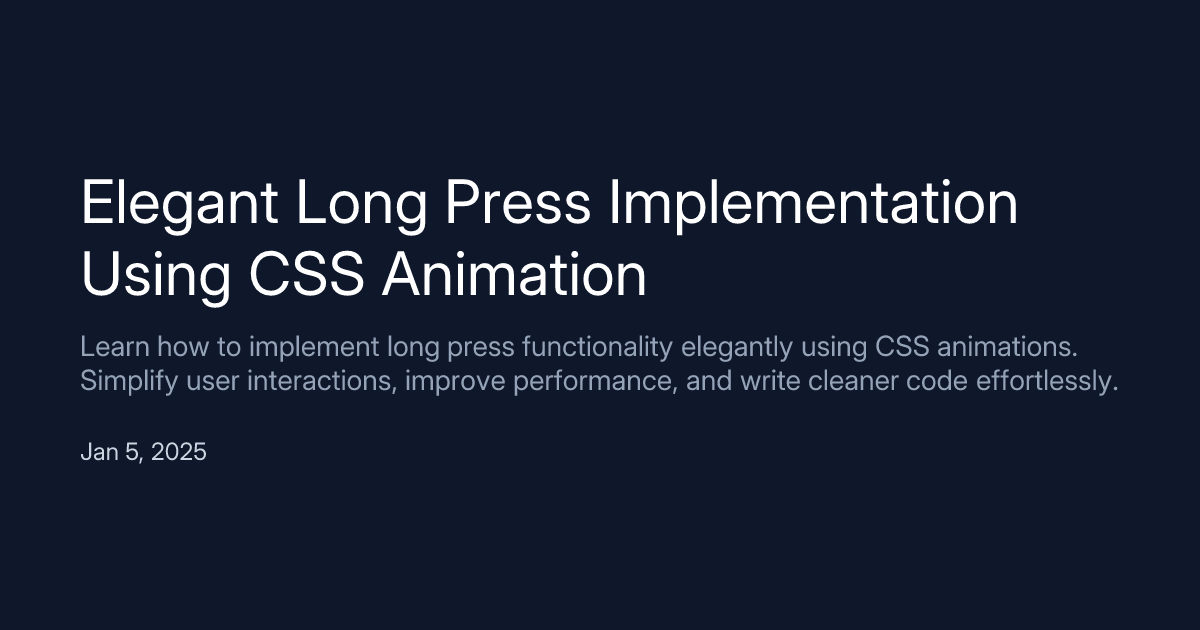 Elegant Long Press Implementation
Using CSS Animation
Learn how to implement long press functionality elegantly using CSS animations.
Simplify user interactions, improve performance, and write cleaner code effortlessly.
Jan 5, 2025